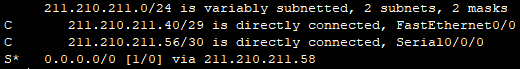 211.210.211.0/24 is variably subnetted, 2 subnets, 2 masks
C 211.210.211.40/29 is directly connected, FastEthernet0/0
C 211.210.211.56/30 is directly connected, Serial0/0/0
S* 0.0.0.0/0 [1/0] via 211.210.211.58